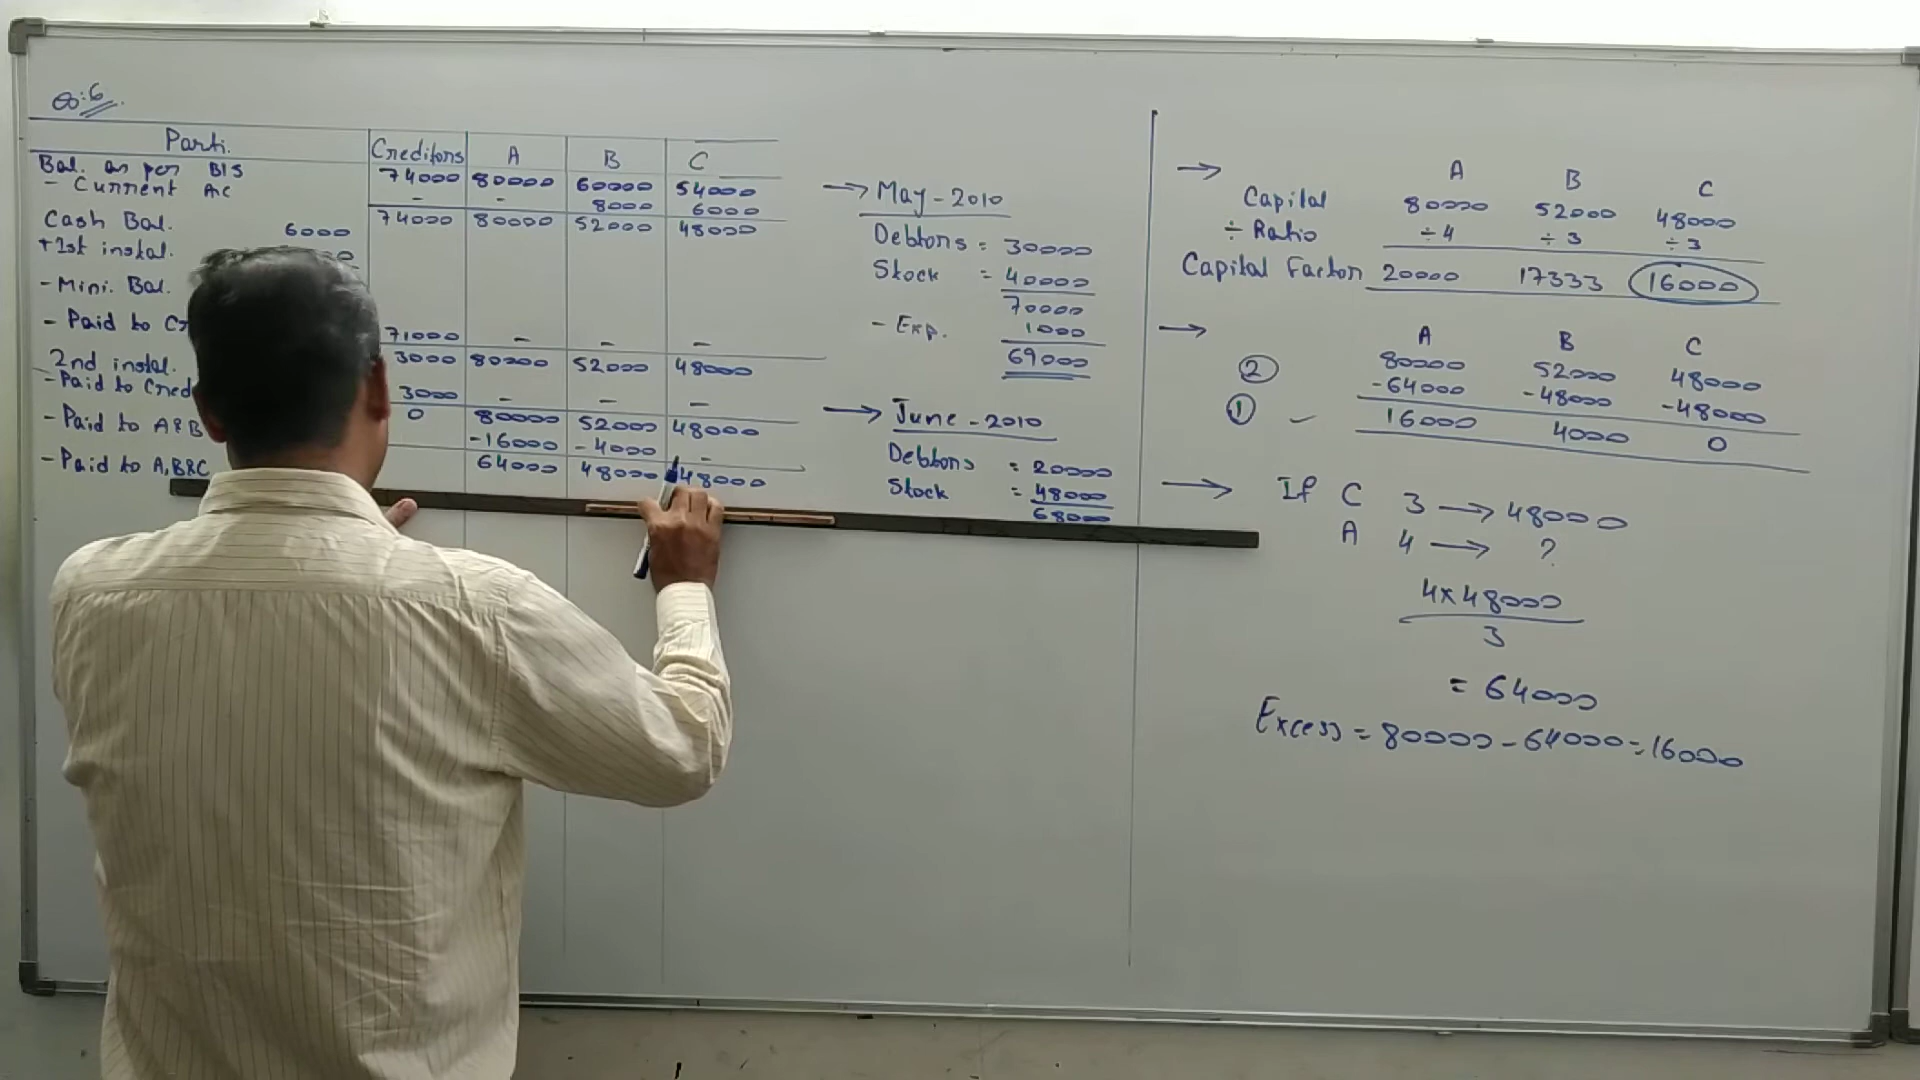 Parti. Creditors A B C
Bal. as per B/S 74000 80000 60000 54000
- Current A/C - - 8000 6000
74000 80000 52000 48000
Cash Bal. 6000
+ 1st instal.
- Mini. Bal.
- Paid to 71000 - - -
3000 80000 52000 48000
2nd instal.
- Paid to 3000 - - -
0 80000 52000 48000
- Paid to A&B -16000 -4000 -
64000 48000 48000
- Paid to A, B&C
→ May - 2010
Debtors = 30000
Stock = 40000
70000
- Exp. 1000
69000
→ June - 2010
Debtors = 20000
Stock = 48000
68000
→ A B C
Capital 80000 52000 48000
÷ Ratio ÷4 ÷3 ÷3
Capital Factor 20000 17333 16000
→ A B C
② 80000 52000 48000
-64000 -48000 -48000
① 16000 4000 0
→ If C 3 → 48000
A 4 → ?
4×48000
3
= 64000
Excess = 80000 - 64000 = 16000